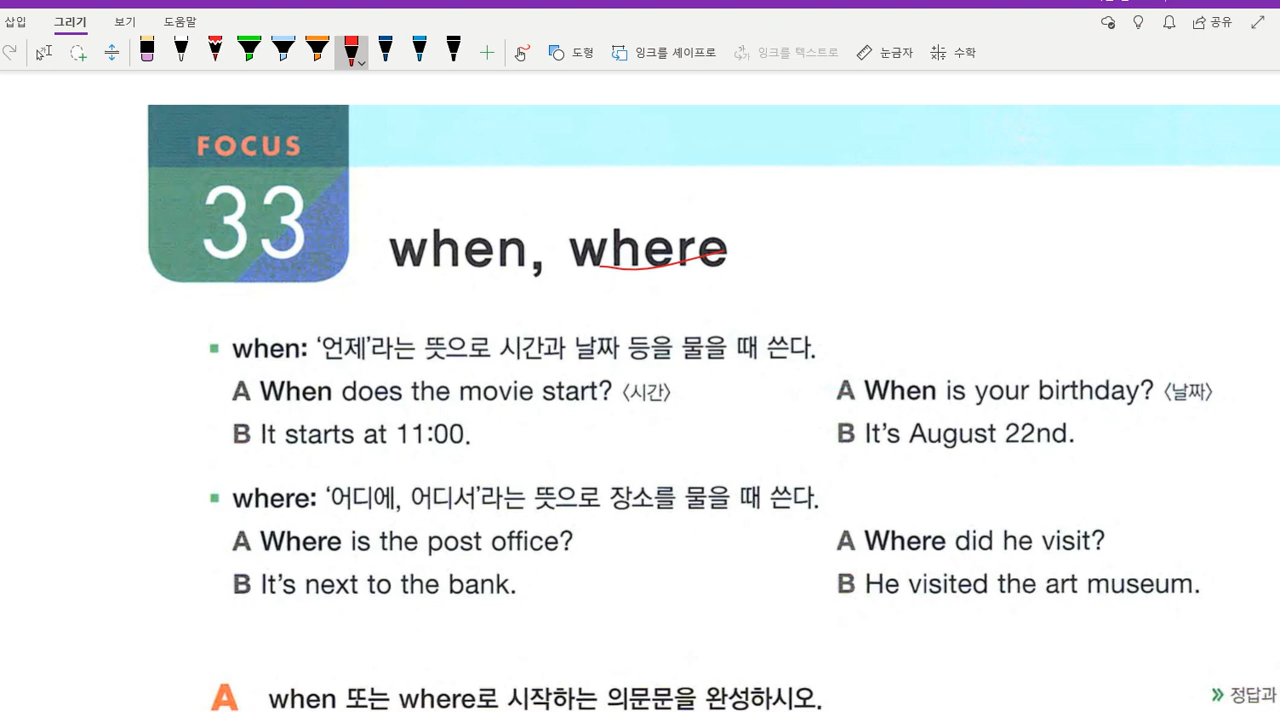 삽입 그리기 보기 도움말
공유
도형 잉크를 셰이프로 잉크를 텍스트로 눈금자 수학
FOCUS
33
when, where
when: ‘언제’라는 뜻으로 시간과 날짜 등을 물을 때 쓴다.
A When does the movie start? 〈시간〉
B It starts at 11:00.
A When is your birthday? 〈날짜〉
B It’s August 22nd.
where: ‘어디에, 어디서’라는 뜻으로 장소를 물을 때 쓴다.
A Where is the post office?
B It’s next to the bank.
A Where did he visit?
B He visited the art museum.
A when 또는 where로 시작하는 의문문을 완성하시오.
» 정답과